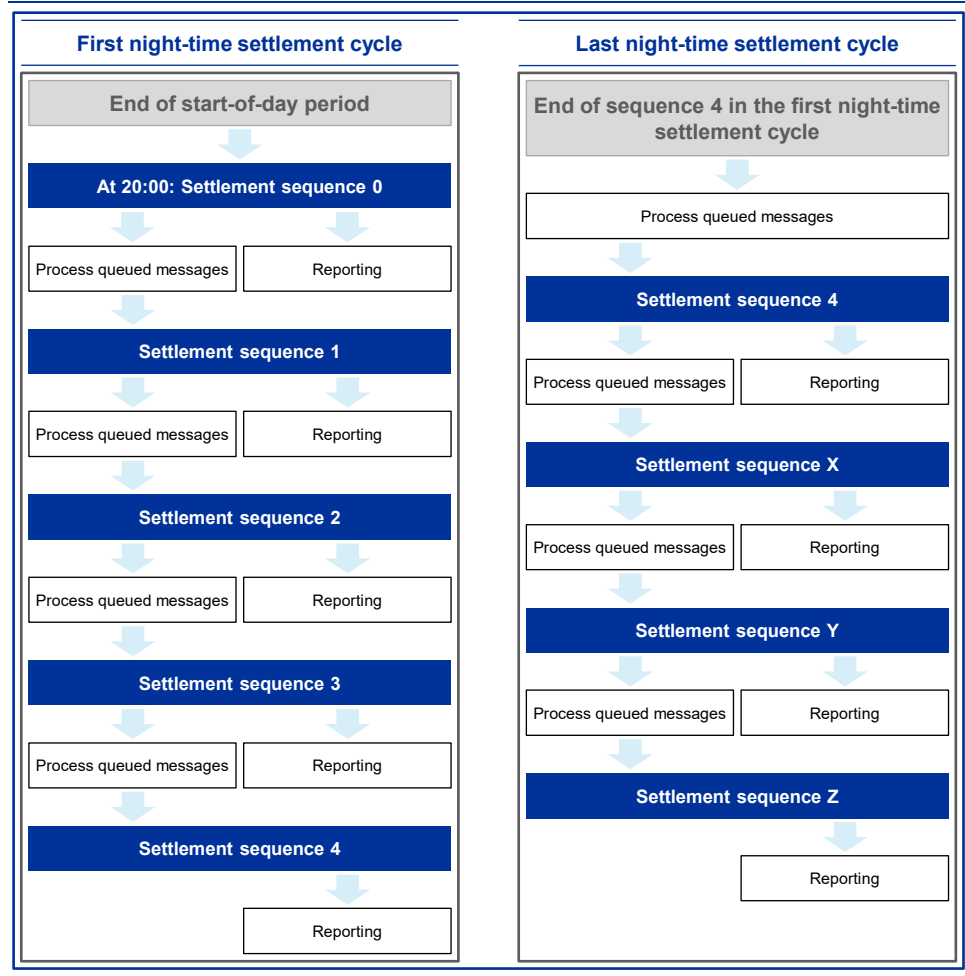 First night-time settlement cycle
End of start-of-day period
At 20:00: Settlement sequence 0
Process queued messages
Reporting
Settlement sequence 1
Process queued messages
Reporting
Settlement sequence 2
Process queued messages
Reporting
Settlement sequence 3
Process queued messages
Reporting
Settlement sequence 4
Reporting
Last night-time settlement cycle
End of sequence 4 in the first night-time
settlement cycle
Process queued messages
Settlement sequence 4
Process queued messages
Reporting
Settlement sequence X
Process queued messages
Reporting
Settlement sequence Y
Process queued messages
Reporting
Settlement sequence Z
Reporting